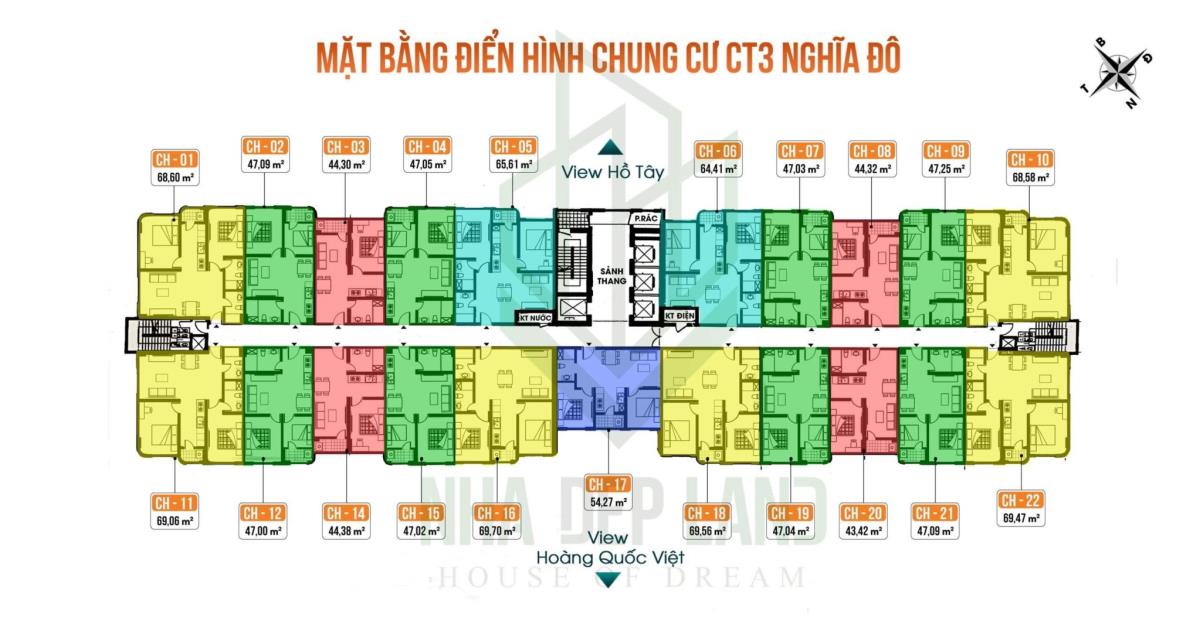 MẶT BẰNG ĐIỂN HÌNH CHUNG CƯ CT3 NGHĨA ĐÔ
B
Đ
T
N
CH - 01
68,60 m²
CH - 02
47,09 m²
CH - 03
44,30 m²
CH - 04
47,05 m²
CH - 05
65,61 m²
View Hồ Tây
CH - 06
64,41 m²
CH - 07
47,03 m²
CH - 08
44,32 m²
CH - 09
47,25 m²
CH - 10
68,58 m²
P.RÁC
SẢNH
THANG
KT NƯỚC
KT ĐIỆN
CH - 11
69,06 m²
CH - 12
47,00 m²
CH - 14
44,38 m²
CH - 15
47,02 m²
CH - 16
69,70 m²
CH - 17
54,27 m²
CH - 18
69,56 m²
CH - 19
47,04 m²
CH - 20
43,42 m²
CH - 21
47,09 m²
CH - 22
69,47 m²
NHA DEP LAND
View
Hoàng Quốc Việt
HOUSE OF DREAM